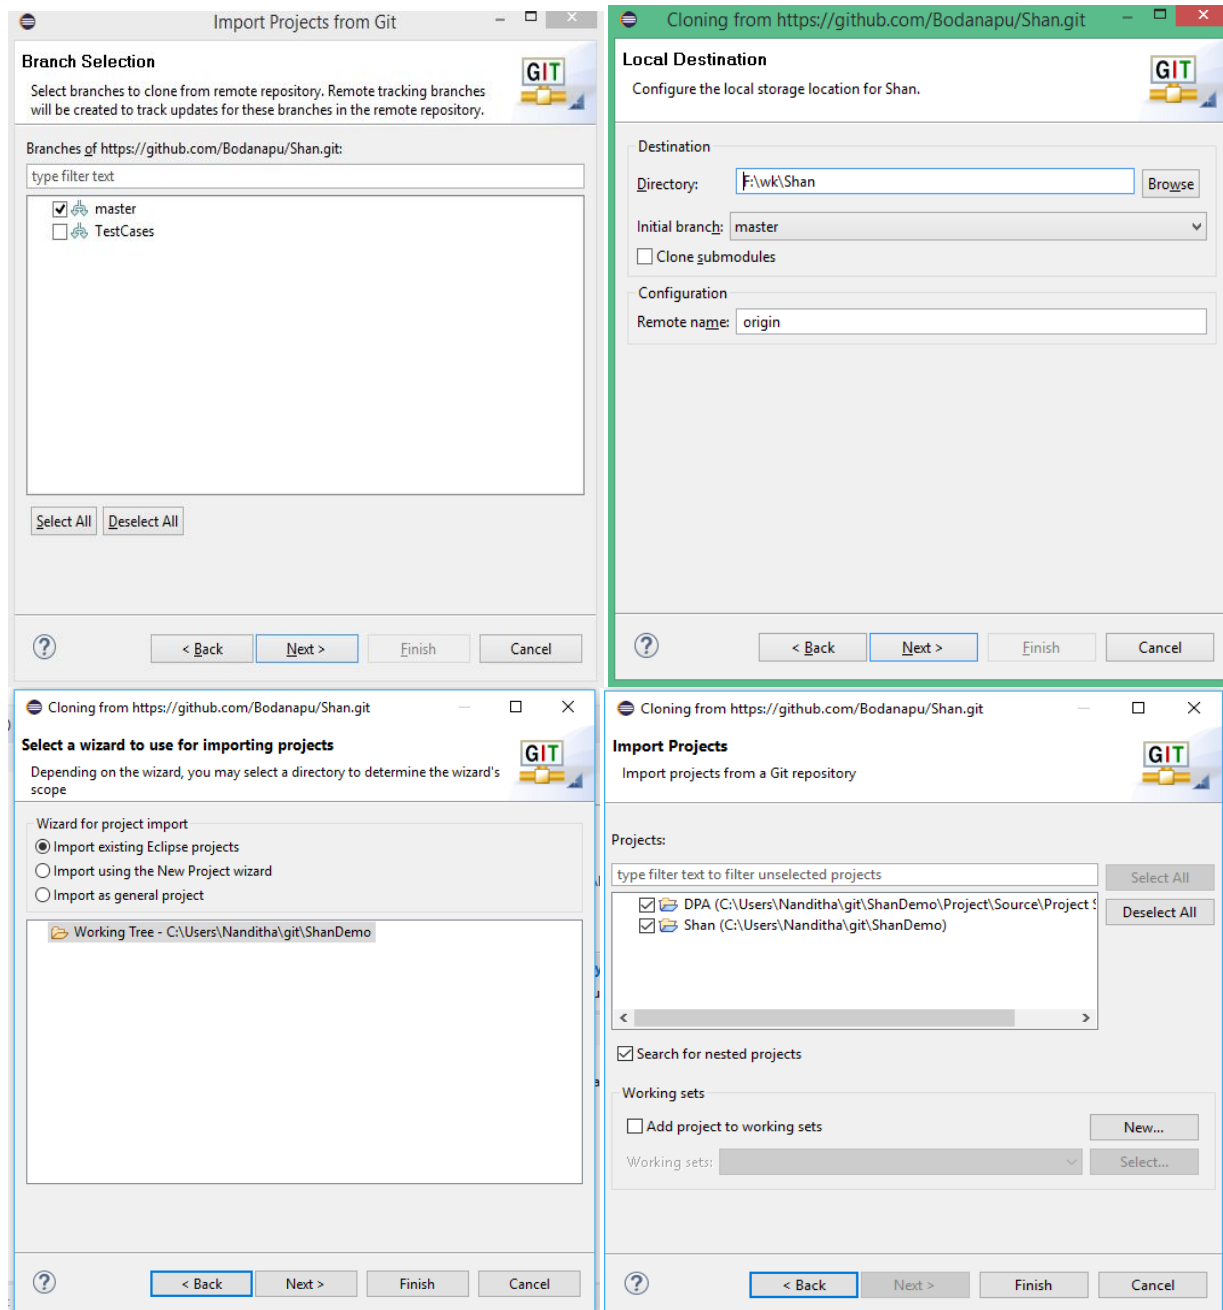 Import Projects from Git
Branch Selection
Select branches to clone from remote repository. Remote tracking branches
will be created to track updates for these branches in the remote repository.
GIT
Branches of https://github.com/Bodanapu/Shan.git:
type filter text
master
TestCases
Select All Deselect All
< Back Next > Finish Cancel
Cloning from https://github.com/Bodanapu/Shan.git
Local Destination
Configure the local storage location for Shan.
GIT
Destination
Directory: F:\wk\Shan Browse
Initial branch: master
Clone submodules
Configuration
Remote name: origin
< Back Next > Finish Cancel
Cloning from https://github.com/Bodanapu/Shan.git
Select a wizard to use for importing projects
Depending on the wizard, you may select a directory to determine the wizard's
scope
GIT
Wizard for project import
Import existing Eclipse projects
Import using the New Project wizard
Import as general project
Working Tree - C:\Users\Nanditha\git\ShanDemo
< Back Next > Finish Cancel
Cloning from https://github.com/Bodanapu/Shan.git
Import Projects
Import projects from a Git repository
GIT
Projects:
type filter text to filter unselected projects Select All
DPA (C:\Users\Nanditha\git\ShanDemo\Project\Source\Project Deselect All
Shan (C:\Users\Nanditha\git\ShanDemo)
Search for nested projects
Working sets
Add project to working sets New...
Working sets: Select...
< Back Next > Finish Cancel